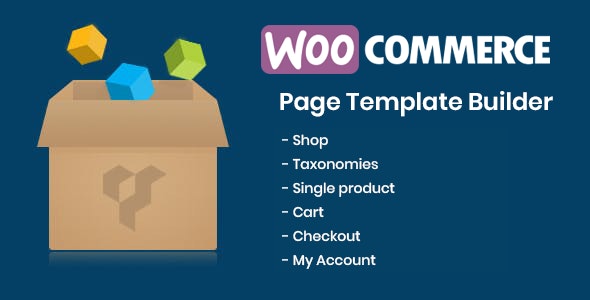 WOO COMMERCE
Page Template Builder
- Shop
- Taxonomies
- Single product
- Cart
- Checkout
- My Account